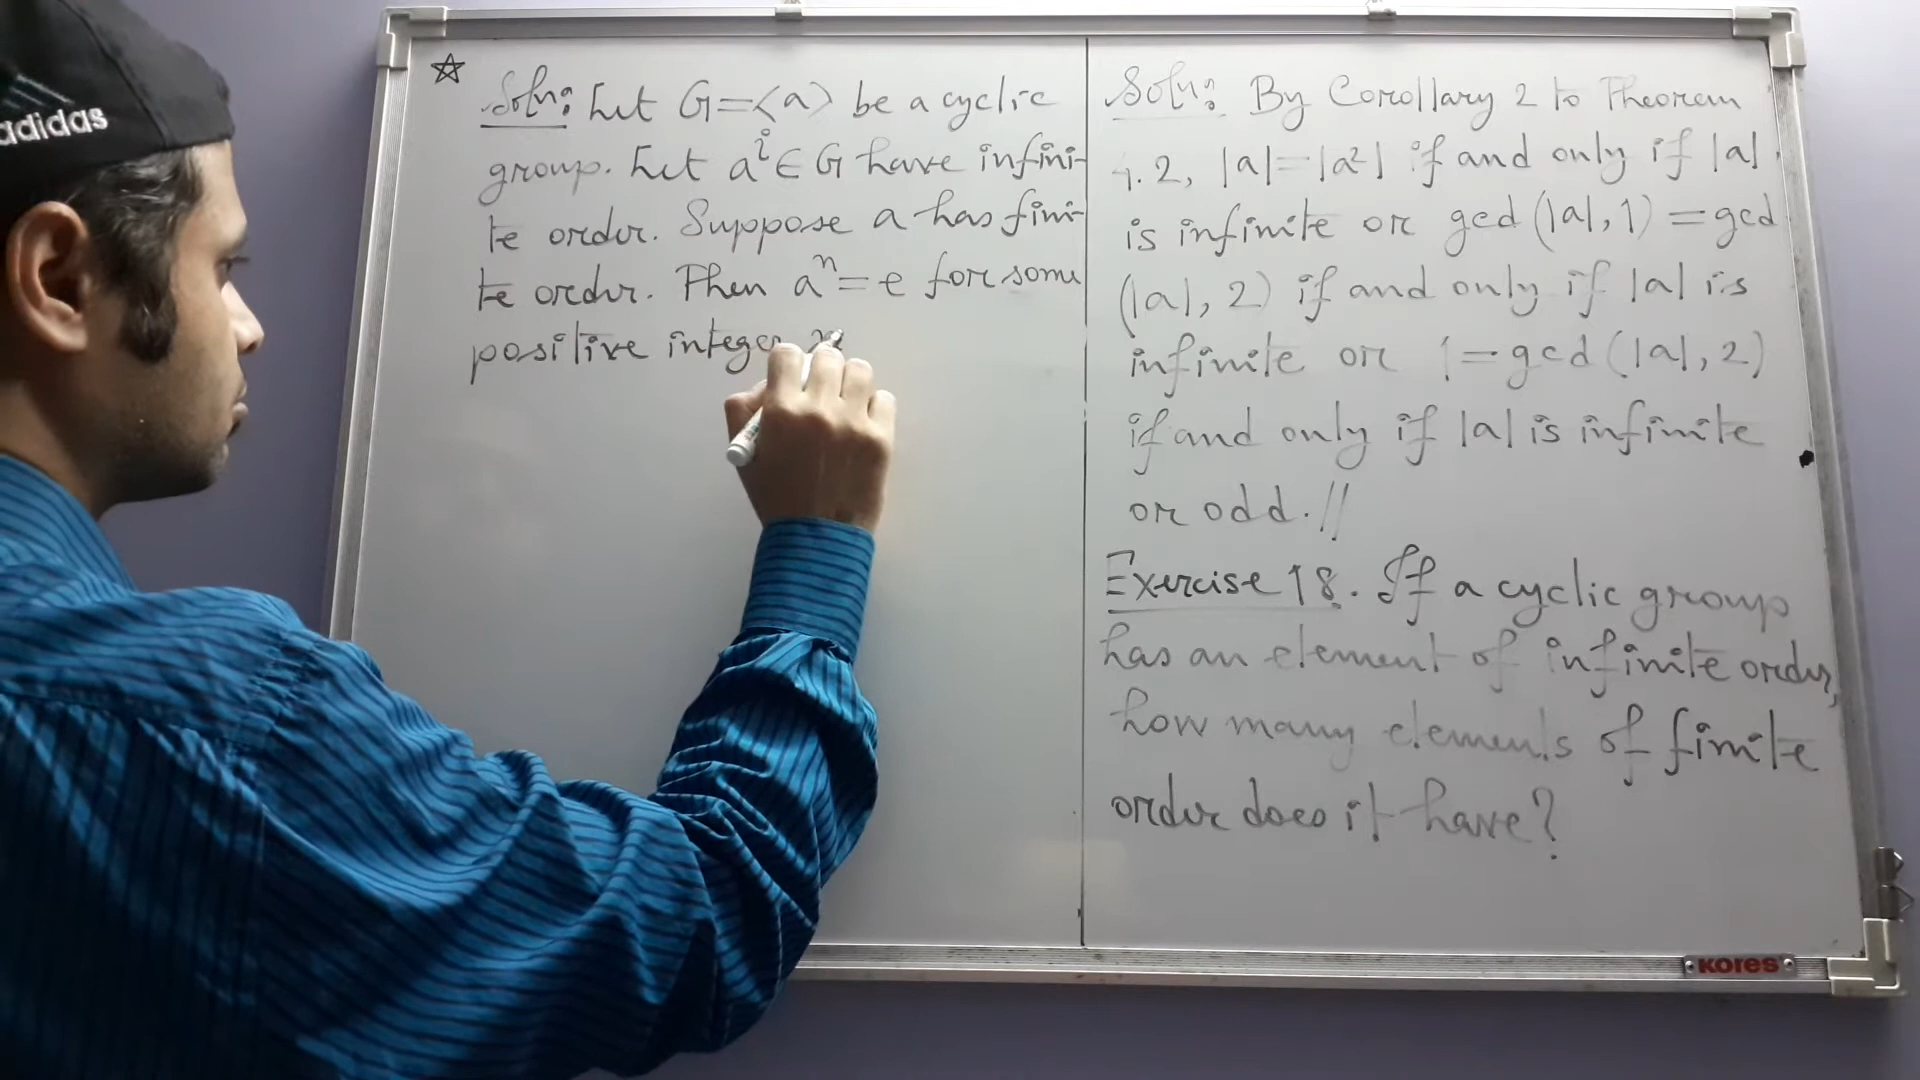 adidas
Soln: Let G=<a> be a cyclic
group. Let aⁱ∈G have infini-
te order. Suppose a has fini-
te order. Then aⁿ=e for some
positive integer n
Soln: By Corollary 2 to Theorem
4.2, |a|=|a²| if and only if |a|
is infinite or gcd(|a|,1)=gcd
(|a|,2) if and only if |a| is
infinite or 1=gcd(|a|,2)
if and only if |a| is infinite
or odd.//
Exercise 18. If a cyclic group
has an element of infinite order,
how many elements of finite
order does it have?
KORES